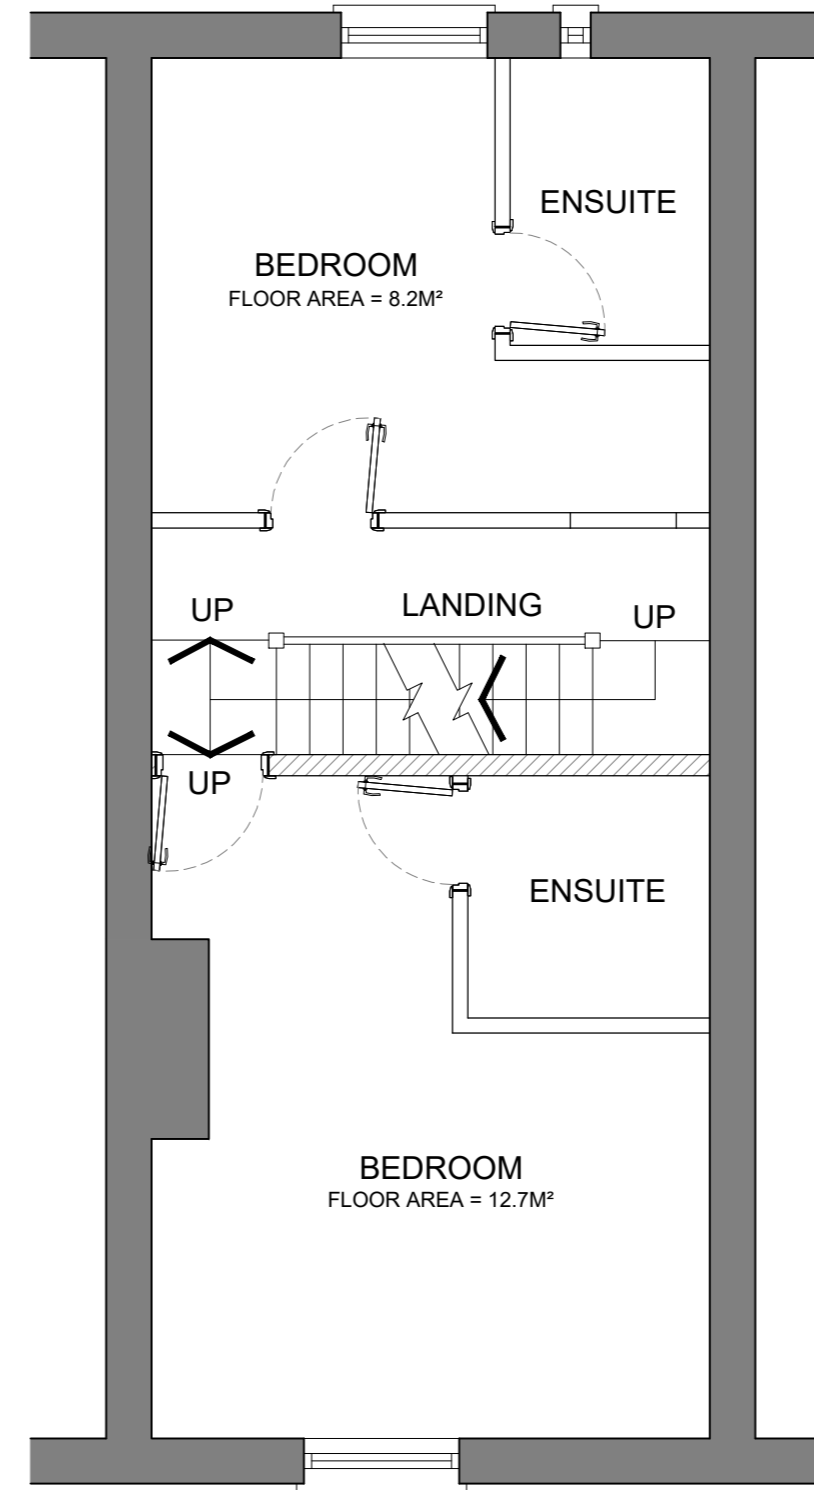 ENSUITE
BEDROOM
FLOOR AREA = 8.2M²
UP
LANDING
UP
UP
ENSUITE
BEDROOM
FLOOR AREA = 12.7M²